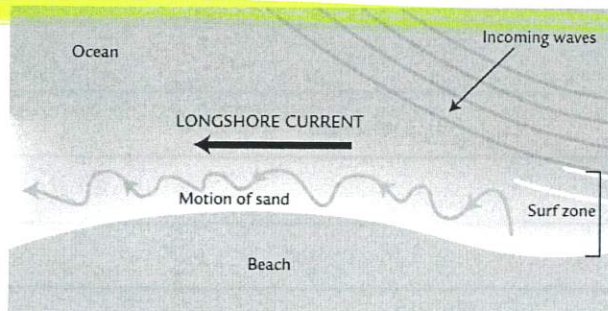 Incoming waves
Ocean
LONGSHORE CURRENT
Motion of sand
Surf zone
Beach